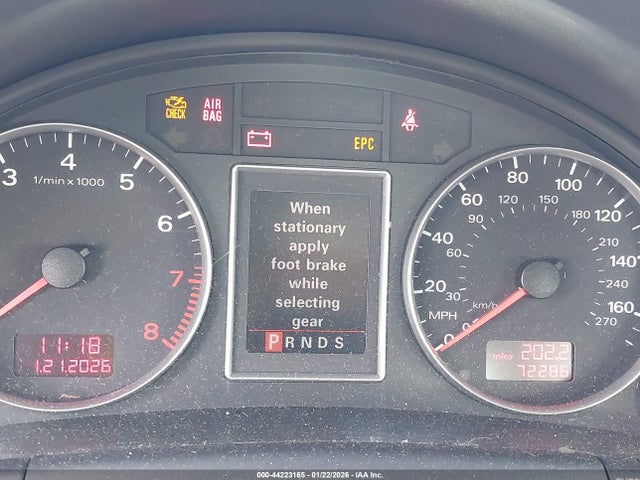 CHECK
AIR
BAG
EPC
3 4 5 6 7 8
1/min x 1000
11:18
1.21.2026
When
stationary
apply
foot brake
while
selecting
gear
P R N D S
0 20 40 60 80 100 120 140 160
30 60 90 120 150 180 210 240 270
MPH
km/h
miles 202.2
72286
000-44223165 - 01/22/2026 - IAA Inc.